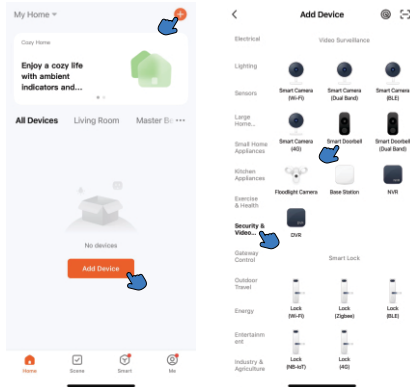 My Home
Cozy Home
Enjoy a cozy life
with ambient
indicators and...
All Devices Living Room Master Be
No devices
Add Device
Home Scene Smart Me
Add Device
Electrical
Lighting
Sensors
Large
Home...
Small Home
Appliances
Kitchen
Appliances
Exercise
& Health
Security &
Video...
Gateway
Control
Outdoor
Travel
Energy
Entertainm
ent
Industry &
Agriculture
Video Surveillance
Smart Camera
(Wi-Fi)
Smart Camera
(Dual Band)
Smart Camera
(BLE)
Smart Camera
(4G)
Smart Doorbell
Smart Doorbell
(Dual Band)
Floodlight Camera
Base Station
NVR
DVR
Smart Lock
Lock
(Wi-Fi)
Lock
(Zigbee)
Lock
(BLE)
Lock
(NB-IoT)
Lock
(4G)